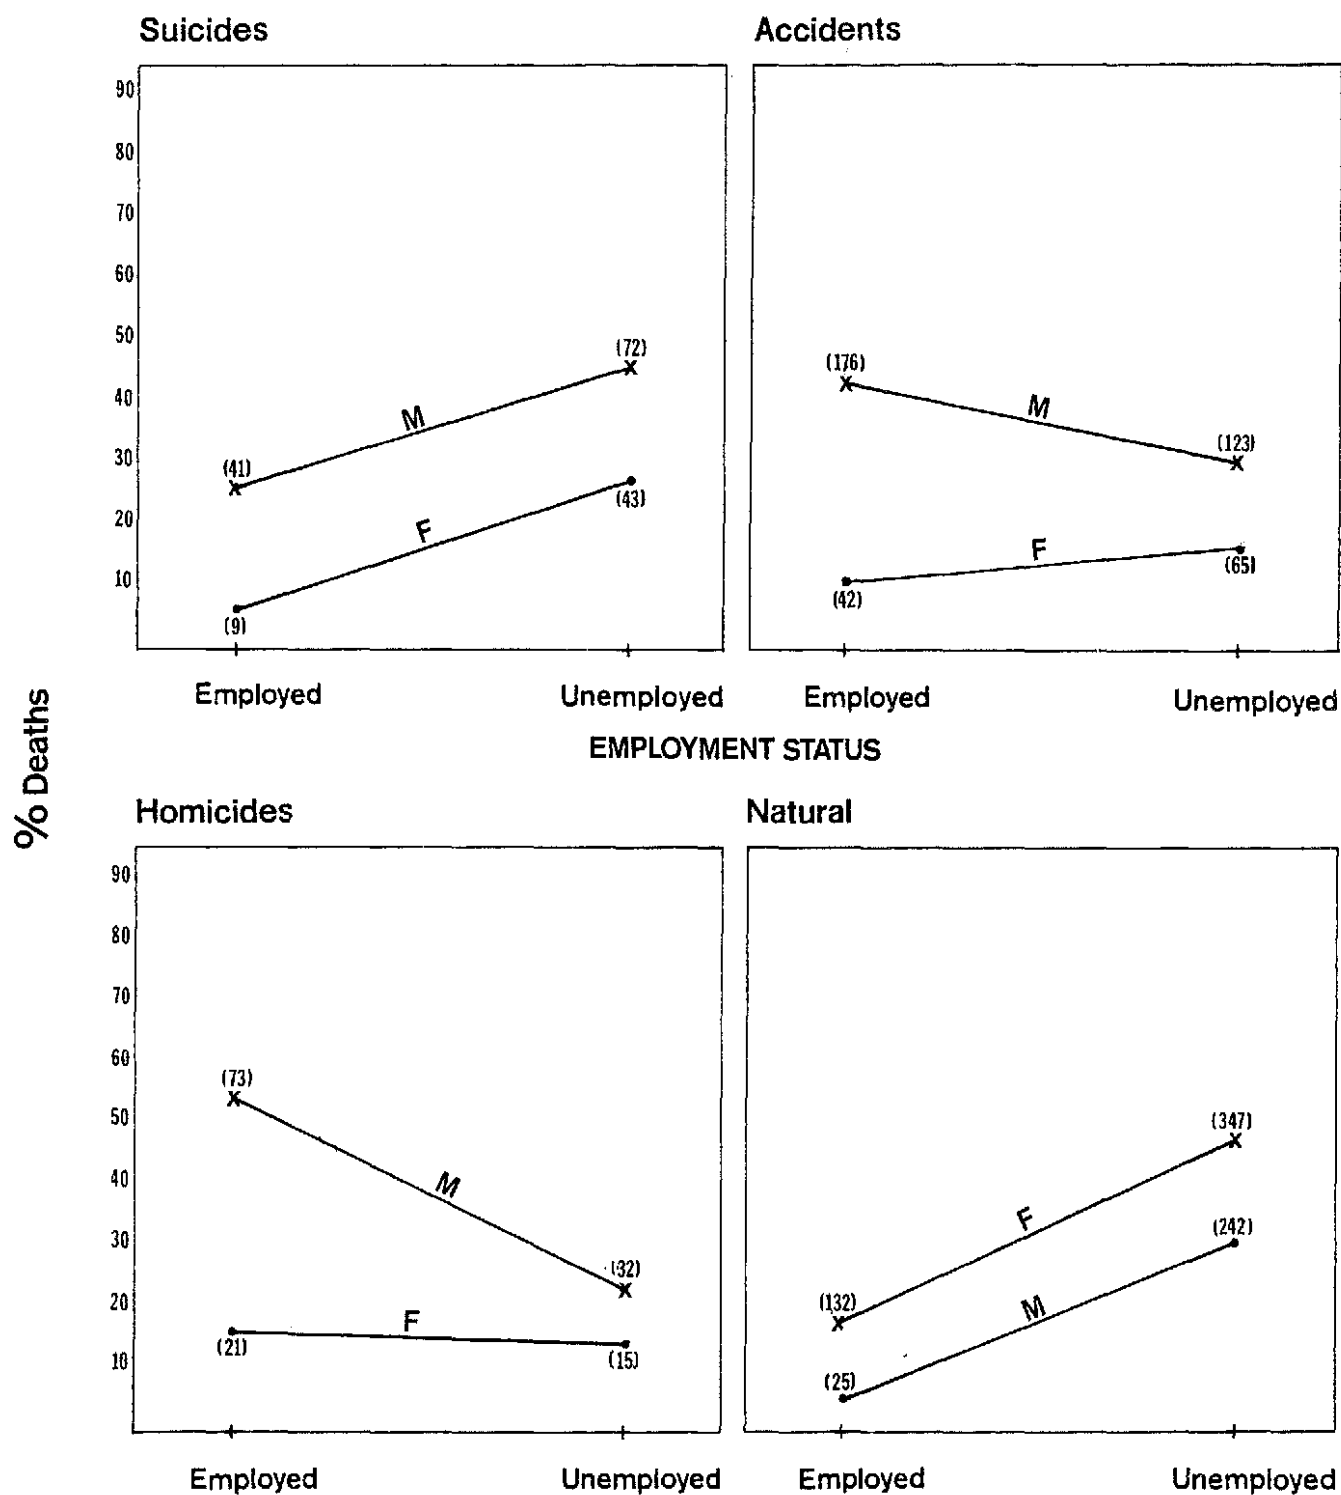 Suicides
Accidents
90
80
70
60
50
40
30
20
10
(72)
M
(41)
F
(43)
(9)
(176)
M
(123)
F
(65)
(42)
Employed
Unemployed
Employed
Unemployed
EMPLOYMENT STATUS
% Deaths
Homicides
Natural
90
80
70
60
50
40
30
20
10
(73)
M
(32)
F
(21)
(15)
(347)
F
(242)
(132)
M
(25)
Employed
Unemployed
Employed
Unemployed